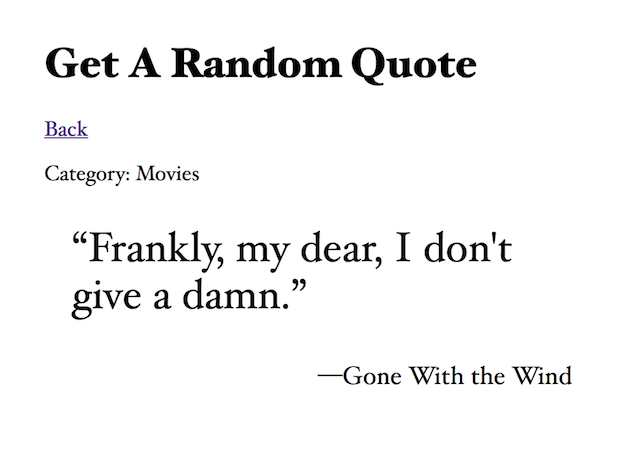 Get A Random Quote
Back
Category: Movies
“Frankly, my dear, I don't
give a damn.”
—Gone With the Wind